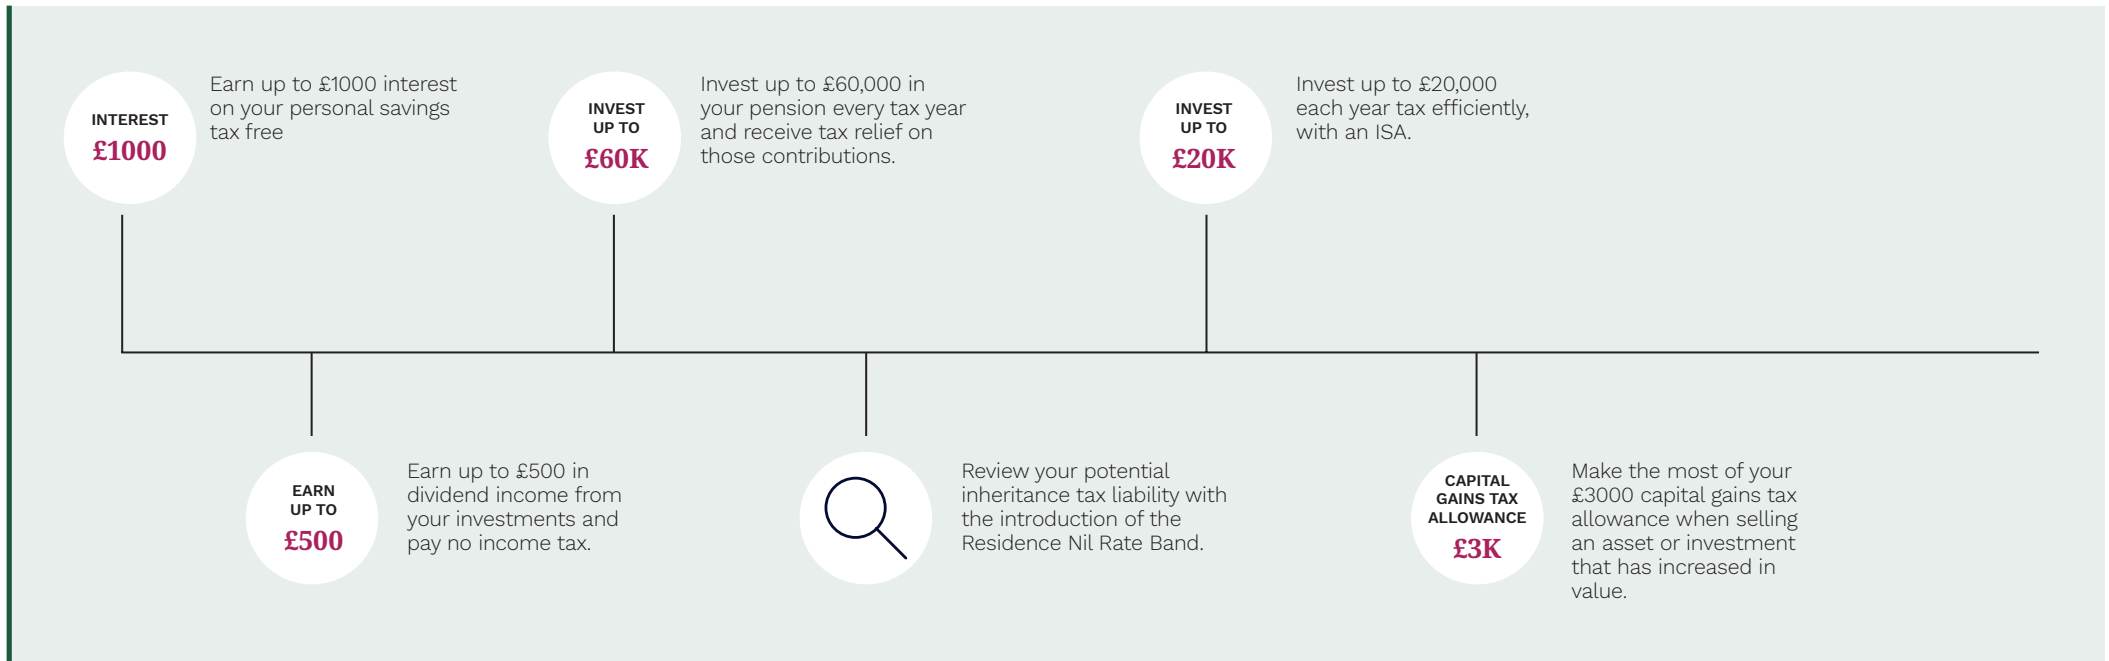 INTEREST
£1000
Earn up to £1000 interest
on your personal savings
tax free
INVEST
UP TO
£60K
Invest up to £60,000 in
your pension every tax year
and receive tax relief on
those contributions.
INVEST
UP TO
£20K
Invest up to £20,000
each year tax efficiently,
with an ISA.
EARN
UP TO
£500
Earn up to £500 in
dividend income from
your investments and
pay no income tax.
Review your potential
inheritance tax liability with
the introduction of the
Residence Nil Rate Band.
CAPITAL
GAINS TAX
ALLOWANCE
£3K
Make the most of your
£3000 capital gains tax
allowance when selling
an asset or investment
that has increased in
value.